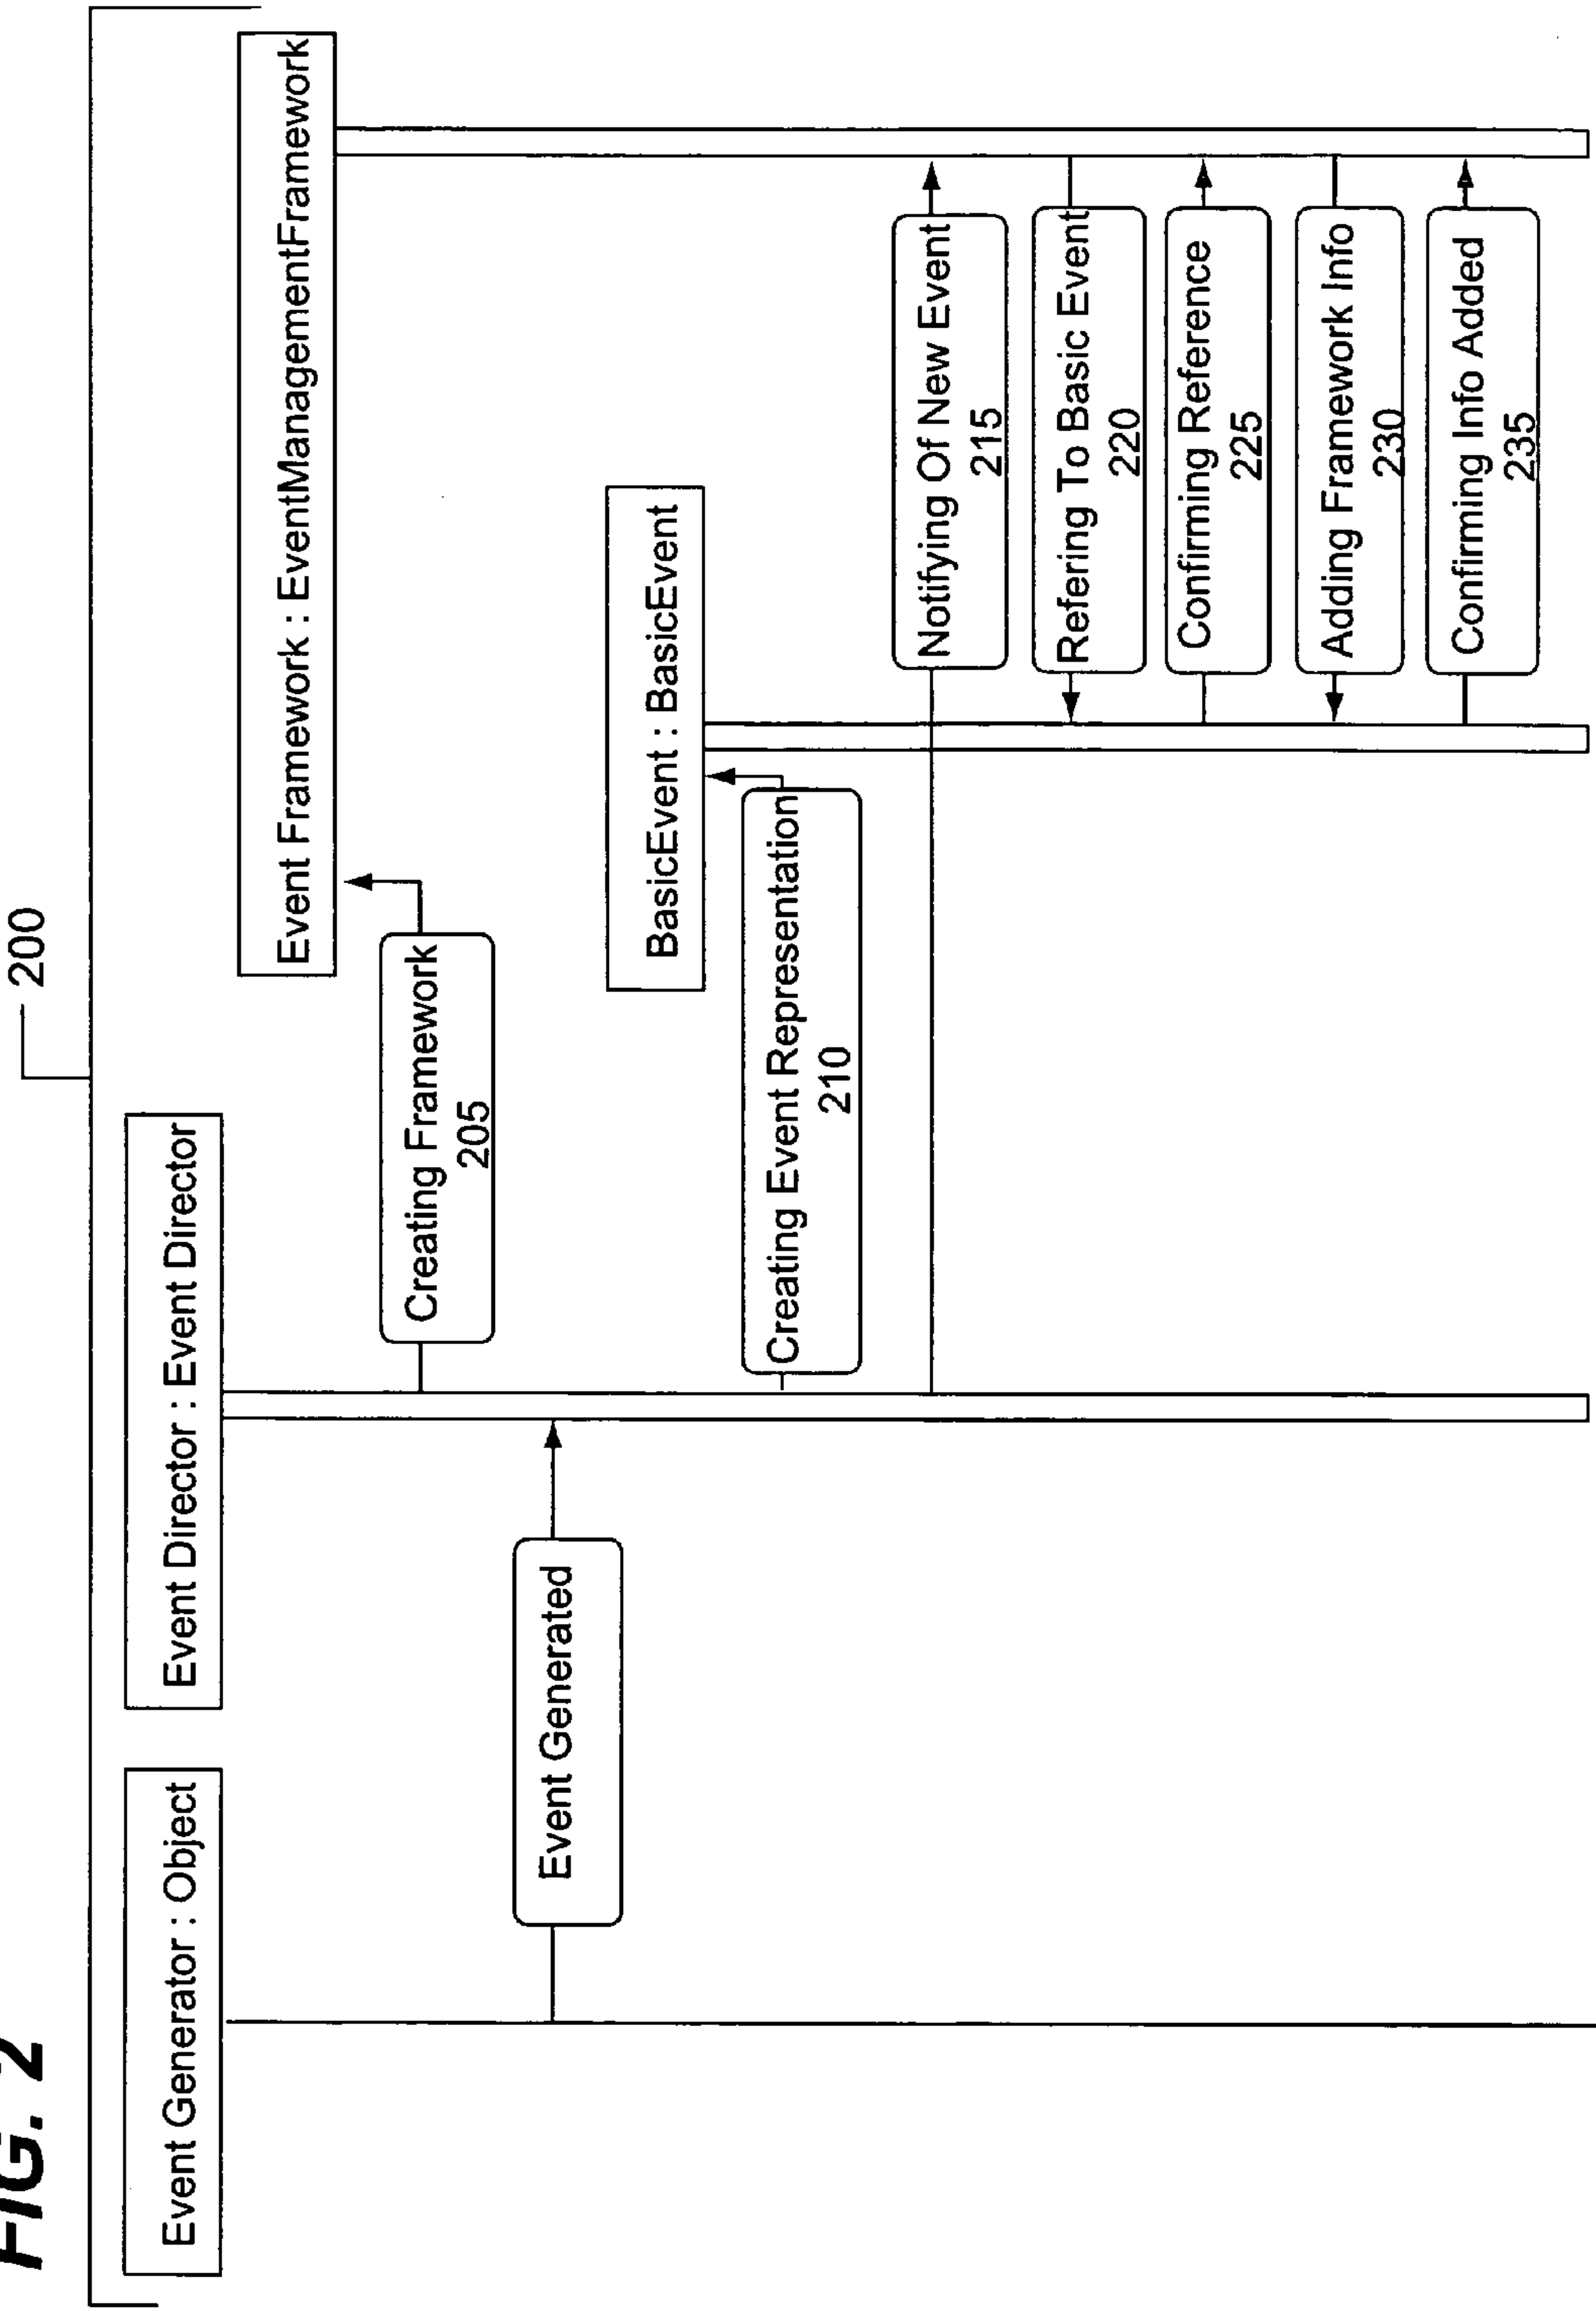 FIG. 2
200
Event Generator : Object
Event Director : Event Director
Event Framework : EventManagementFramework
Creating Framework
205
Event Generated
BasicEvent : BasicEvent
Creating Event Representation
210
Notifying Of New Event
215
Refering To Basic Event
220
Confirming Reference
225
Adding Framework Info
230
Confirming Info Added
235